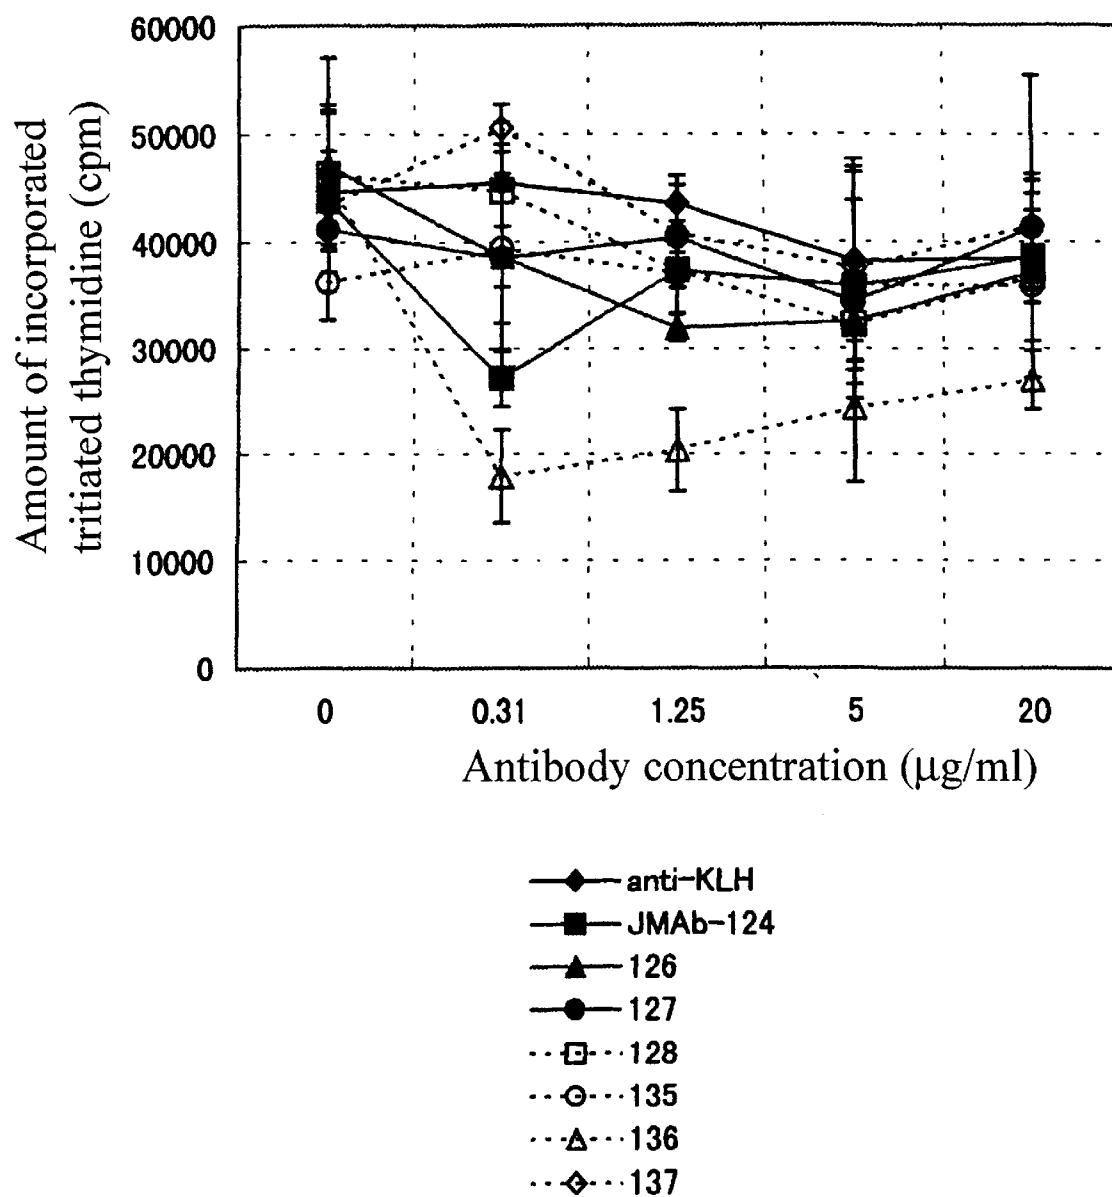 60000
50000
40000
30000
20000
10000
0
Amount of incorporated
tritiated thymidine (cpm)
0 0.31 1.25 5 20
Antibody concentration (μg/ml)
anti-KLH
JMAb-124
126
127
128
135
136
137